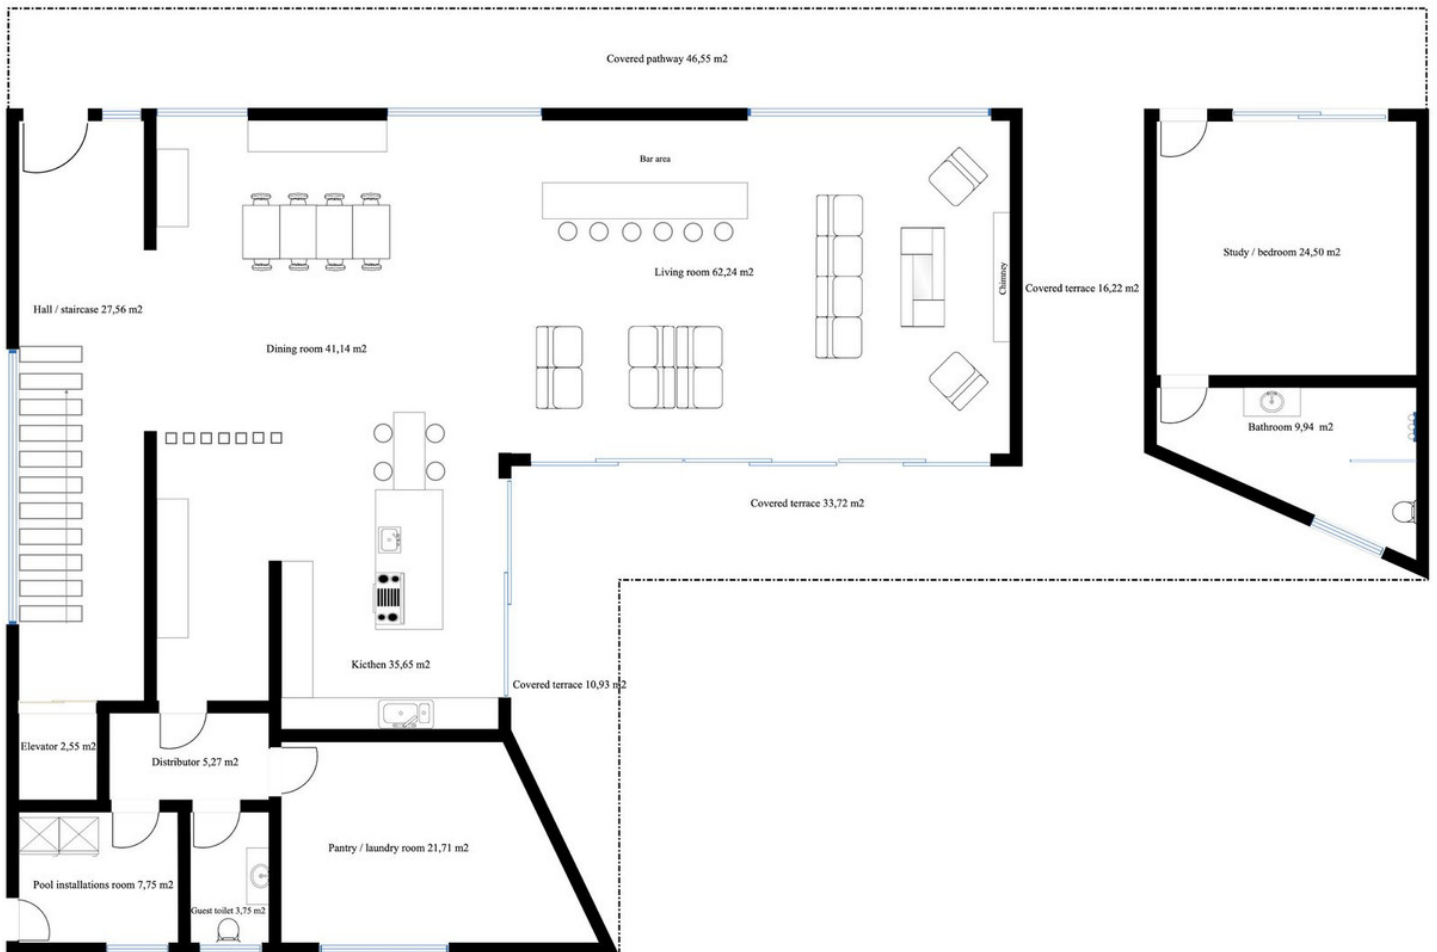 Covered pathway 46,55 m2
Bar area
Study / bedroom 24,50 m2
Living room 62,24 m2
Chimney
Covered terrace 16,22 m2
Hall / staircase 27,56 m2
Dining room 41,14 m2
Bathroom 9,94 m2
Covered terrace 33,72 m2
Kicthen 35,65 m2
Covered terrace 10,93 m2
Elevator 2,55 m2
Distributor 5,27 m2
Pantry / laundry room 21,71 m2
Pool installations room 7,75 m2
Guest toilet 3,75 m2